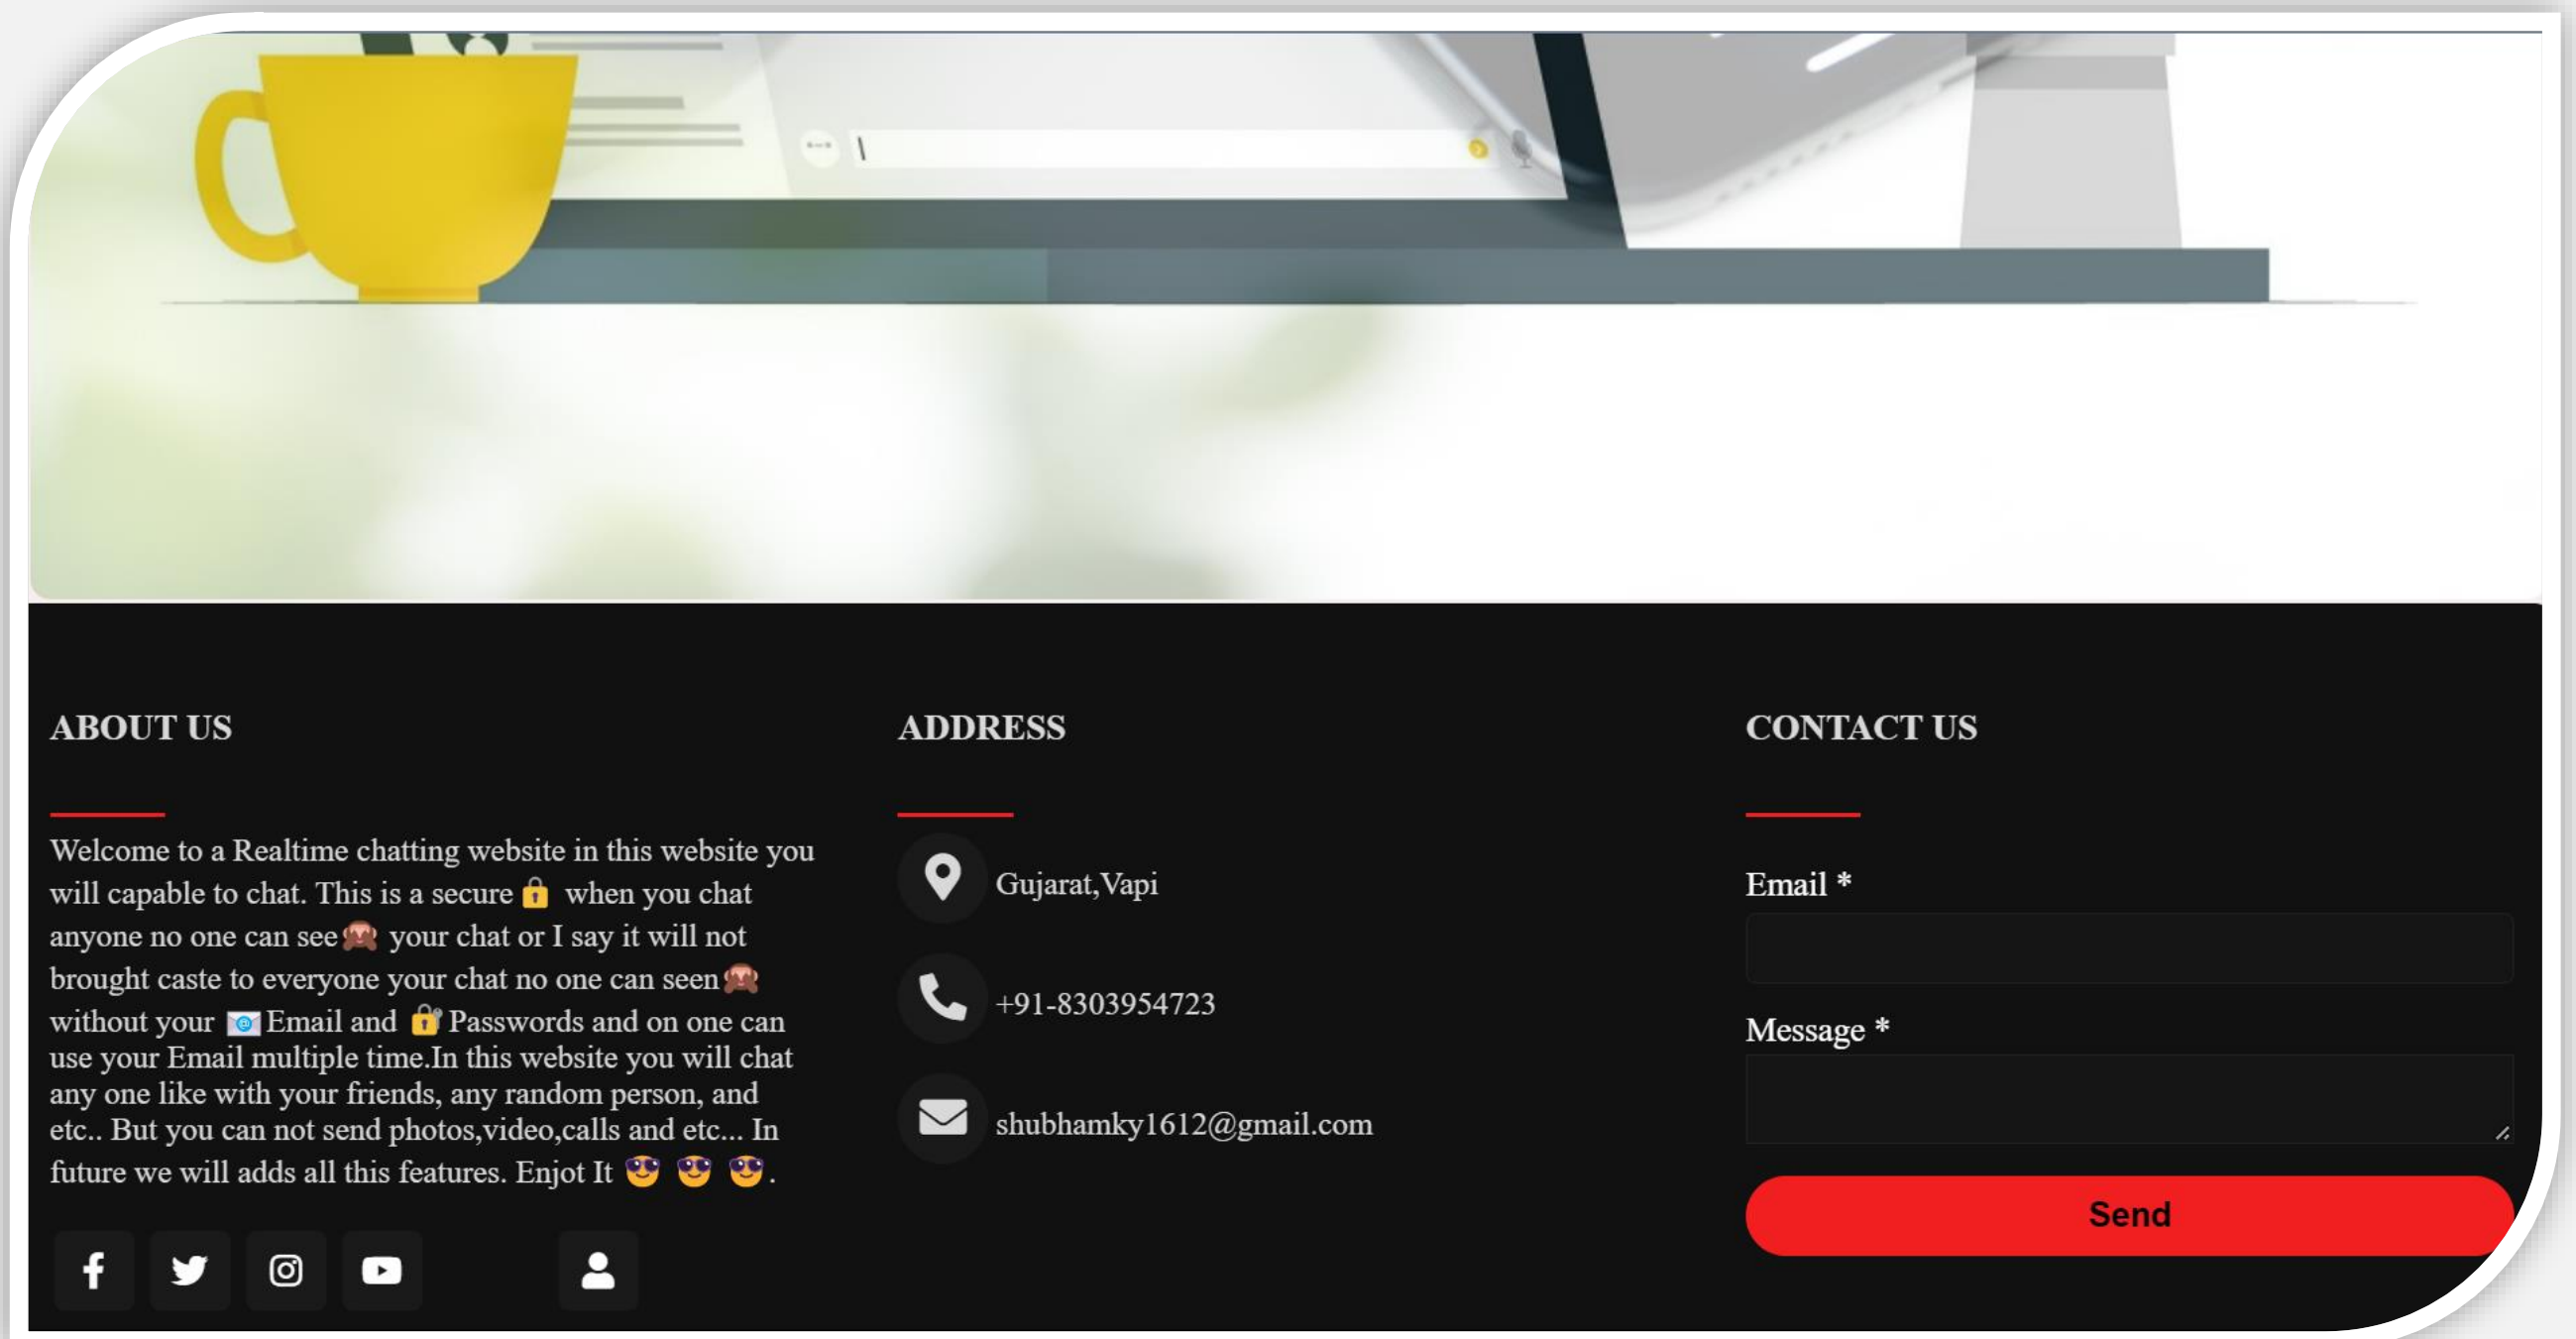 ABOUT US
Welcome to a Realtime chatting website in this website you
will capable to chat. This is a secure 🔒 when you chat
anyone no one can see🙈 your chat or I say it will not
brought caste to everyone your chat no one can seen🙈
without your 📧Email and 🔐Passwords and on one can
use your Email multiple time.In this website you will chat
any one like with your friends, any random person, and
etc.. But you can not send photos,video,calls and etc... In
future we will adds all this features. Enjot It 😎 😎 😎.
ADDRESS
Gujarat,Vapi
+91-8303954723
shubhamky1612@gmail.com
CONTACT US
Email *
Message *
Send